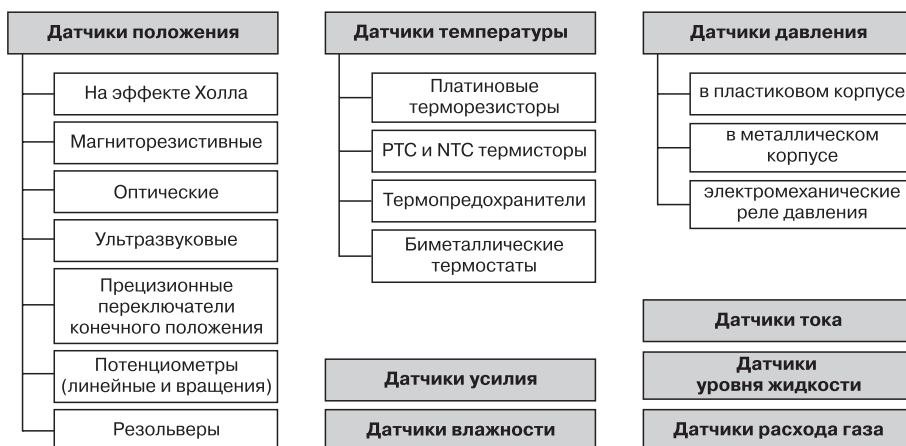 Датчики положения
На эффекте Холла
Магниторезистивные
Оптические
Ультразвуковые
Прецизионные
переключатели
конечного положения
Потенциометры
(линейные и вращения)
Резольверы
Датчики температуры
Платиновые
терморезисторы
PTC и NTC термисторы
Термопредохранители
Биметаллические
термостаты
Датчики усилия
Датчики влажности
Датчики давления
в пластиковом корпусе
в металлическом
корпусе
электромеханические
реле давления
Датчики тока
Датчики
уровня жидкости
Датчики расхода газа